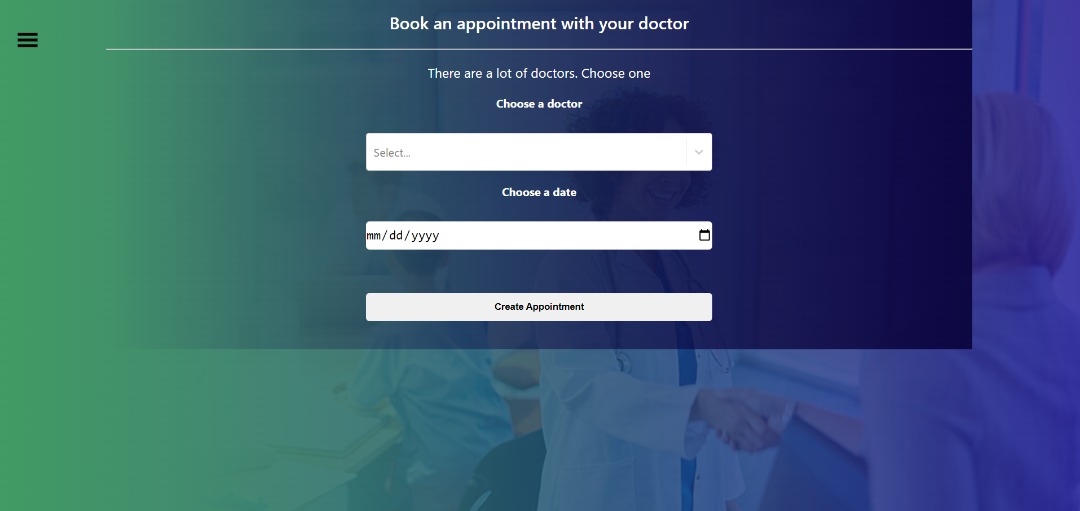 Book an appointment with your doctor
There are a lot of doctors. Choose one
Choose a doctor
Select...
Choose a date
mm/dd/yyyy
Create Appointment